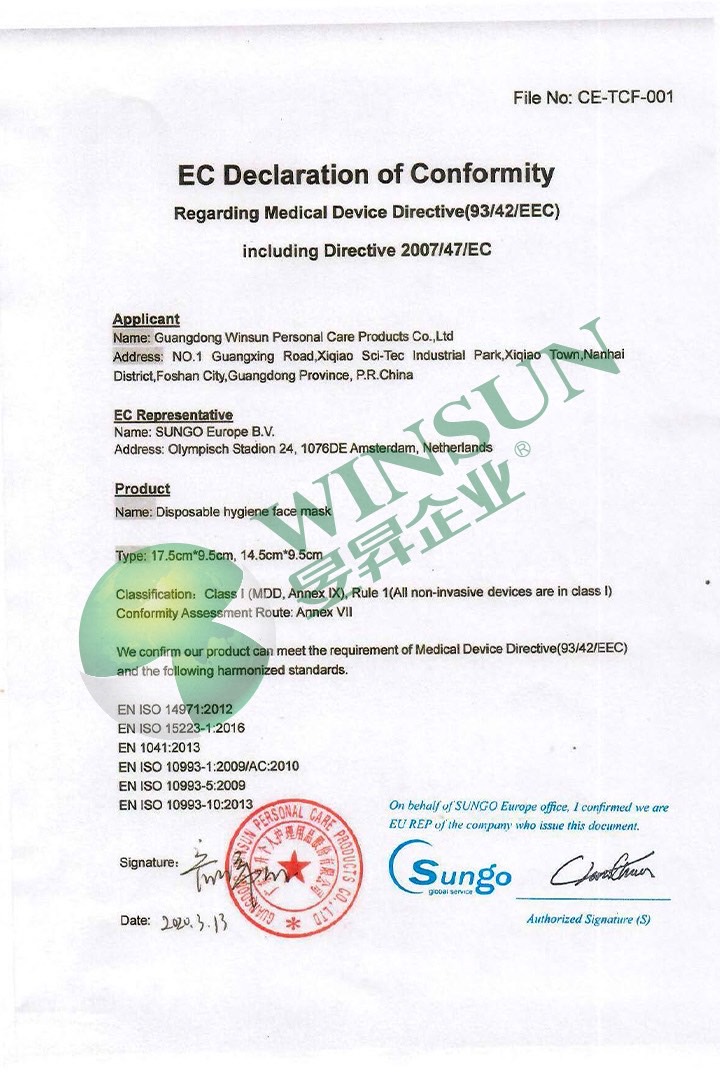 File No: CE-TCF-001
EC Declaration of Conformity
Regarding Medical Device Directive(93/42/EEC)
including Directive 2007/47/EC
Applicant
Name: Guangdong Winsun Personal Care Products Co.,Ltd
Address: NO.1 Guangxing Road,Xiqiao Sci-Tec Industrial Park,Xiqiao Town,Nanhai
District,Foshan City,Guangdong Province, P.R.China
EC Representative
Name: SUNGO Europe B.V.
Address: Olympisch Stadion 24, 1076DE Amsterdam, Netherlands
Product
Name: Disposable hygiene face mask
Type: 17.5cm*9.5cm, 14.5cm*9.5cm
Classification: Class I (MDD, Annex IX), Rule 1(All non-invasive devices are in class I)
Conformity Assessment Route: Annex VII
We confirm our product can meet the requirement of Medical Device Directive(93/42/EEC)
and the following harmonized standards.
EN ISO 14971:2012
EN ISO 15223-1:2016
EN 1041:2013
EN ISO 10993-1:2009/AC:2010
EN ISO 10993-5:2009
EN ISO 10993-10:2013
On behalf of SUNGO Europe office, I confirmed we are
EU REP of the company who issue this document.
Signature:
Sungo
global service
Date: 2020.3.13
Authorized Signature (S)
GUANGDONG WINSUN PERSONAL CARE PRODUCTS CO., LTD
WINSUN
企业®